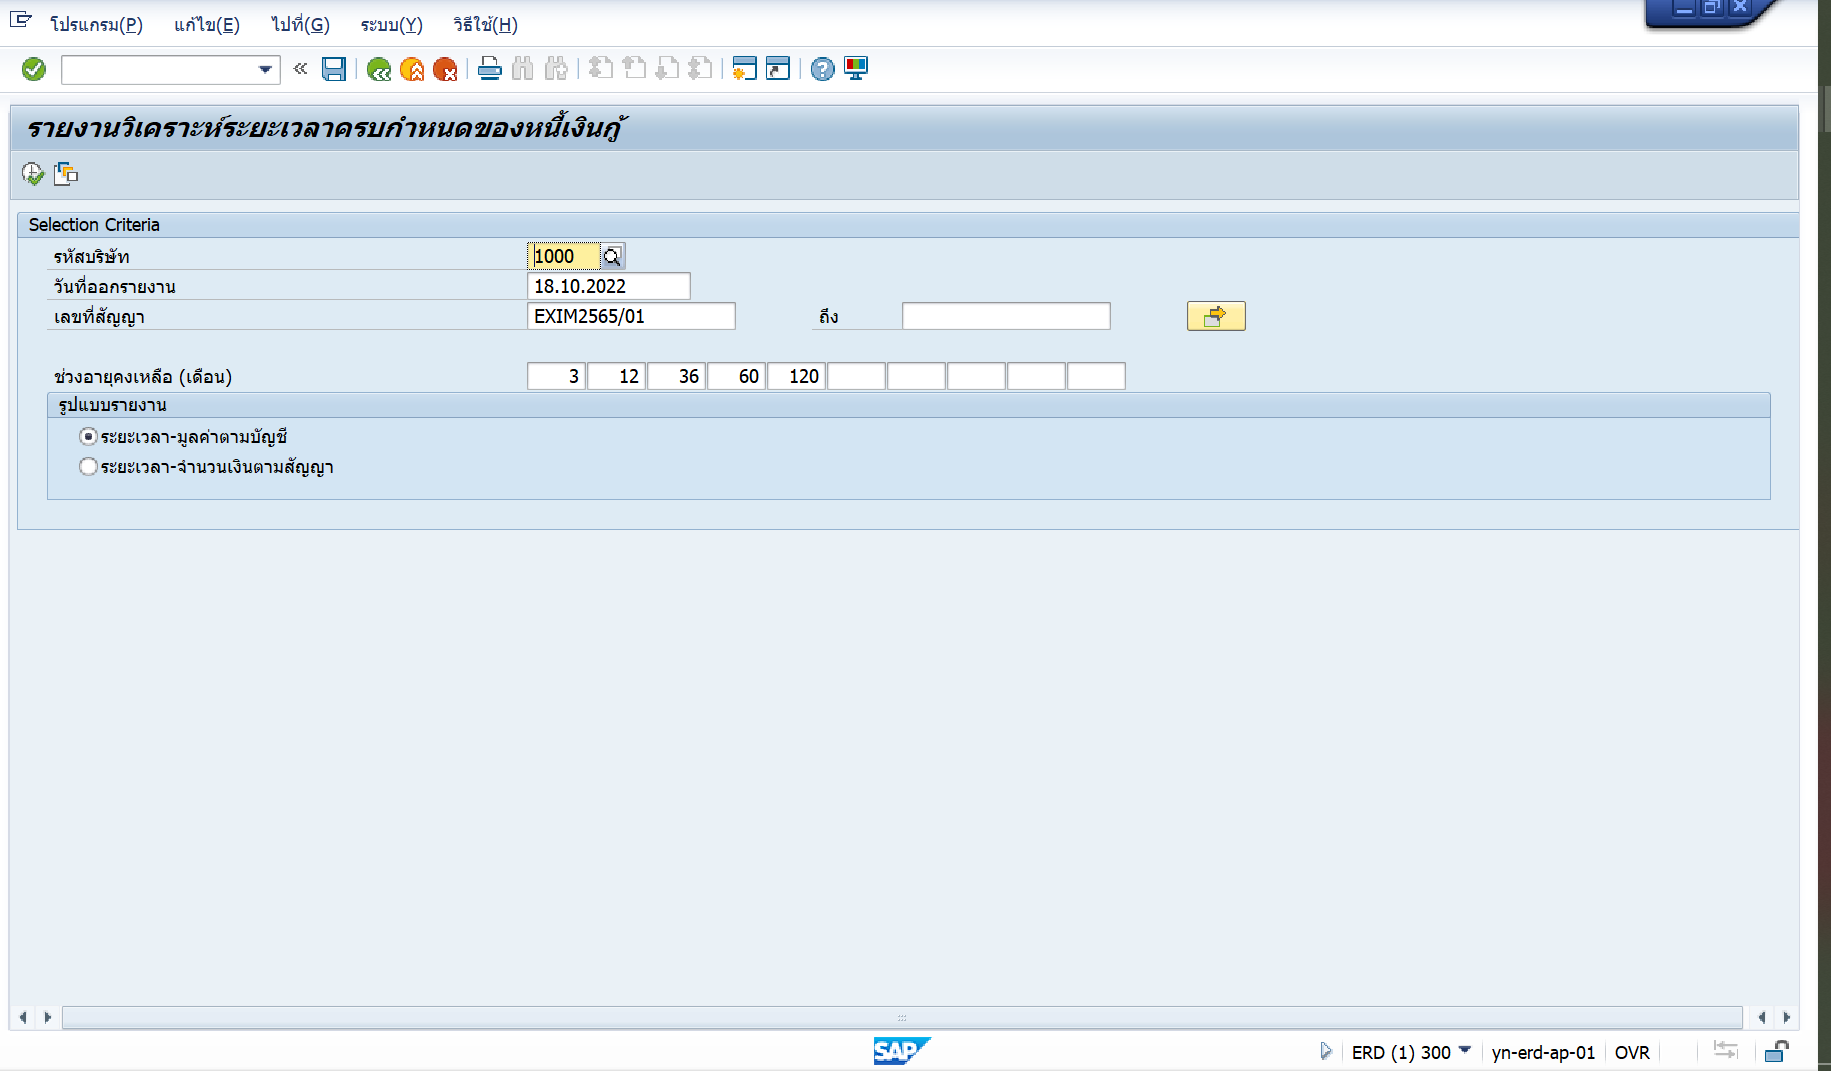 โปรแกรม(P) แก้ไข(E) ไปที่(G) ระบบ(Y) วิธีใช้(H)
รายงานวิเคราะห์ระยะเวลาครบกำหนดของหนี้เงินกู้
Selection Criteria
รหัสบริษัท 1000
วันที่ออกรายงาน 18.10.2022
เลขที่สัญญา EXIM2565/01 ถึง
ช่วงอายุคงเหลือ (เดือน) 3 12 36 60 120
รูปแบบรายงาน
ระยะเวลา-มูลค่าตามบัญชี
ระยะเวลา-จำนวนเงินตามสัญญา
SAP ERD (1) 300 yn-erd-ap-01 OVR